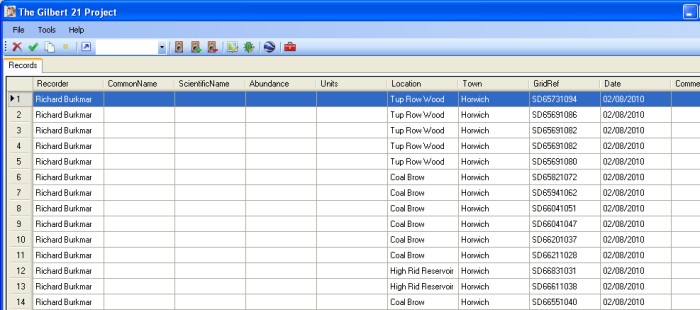 The Gilbert 21 Project
File Tools Help
Records
Recorder CommonName ScientificName Abundance Units Location Town GridRef Date Comme
1 Richard Burkmar Tup Row Wood Horwich SD65731094 02/08/2010
2 Richard Burkmar Tup Row Wood Horwich SD65691086 02/08/2010
3 Richard Burkmar Tup Row Wood Horwich SD65691082 02/08/2010
4 Richard Burkmar Tup Row Wood Horwich SD65691082 02/08/2010
5 Richard Burkmar Tup Row Wood Horwich SD65691080 02/08/2010
6 Richard Burkmar Coal Brow Horwich SD65821072 02/08/2010
7 Richard Burkmar Coal Brow Horwich SD65941062 02/08/2010
8 Richard Burkmar Coal Brow Horwich SD66041051 02/08/2010
9 Richard Burkmar Coal Brow Horwich SD66041047 02/08/2010
10 Richard Burkmar Coal Brow Horwich SD66201037 02/08/2010
11 Richard Burkmar Coal Brow Horwich SD66211028 02/08/2010
12 Richard Burkmar High Rid Reservoir Horwich SD66831031 02/08/2010
13 Richard Burkmar High Rid Reservoir Horwich SD66611038 02/08/2010
14 Richard Burkmar Coal Brow Horwich SD66551040 02/08/2010